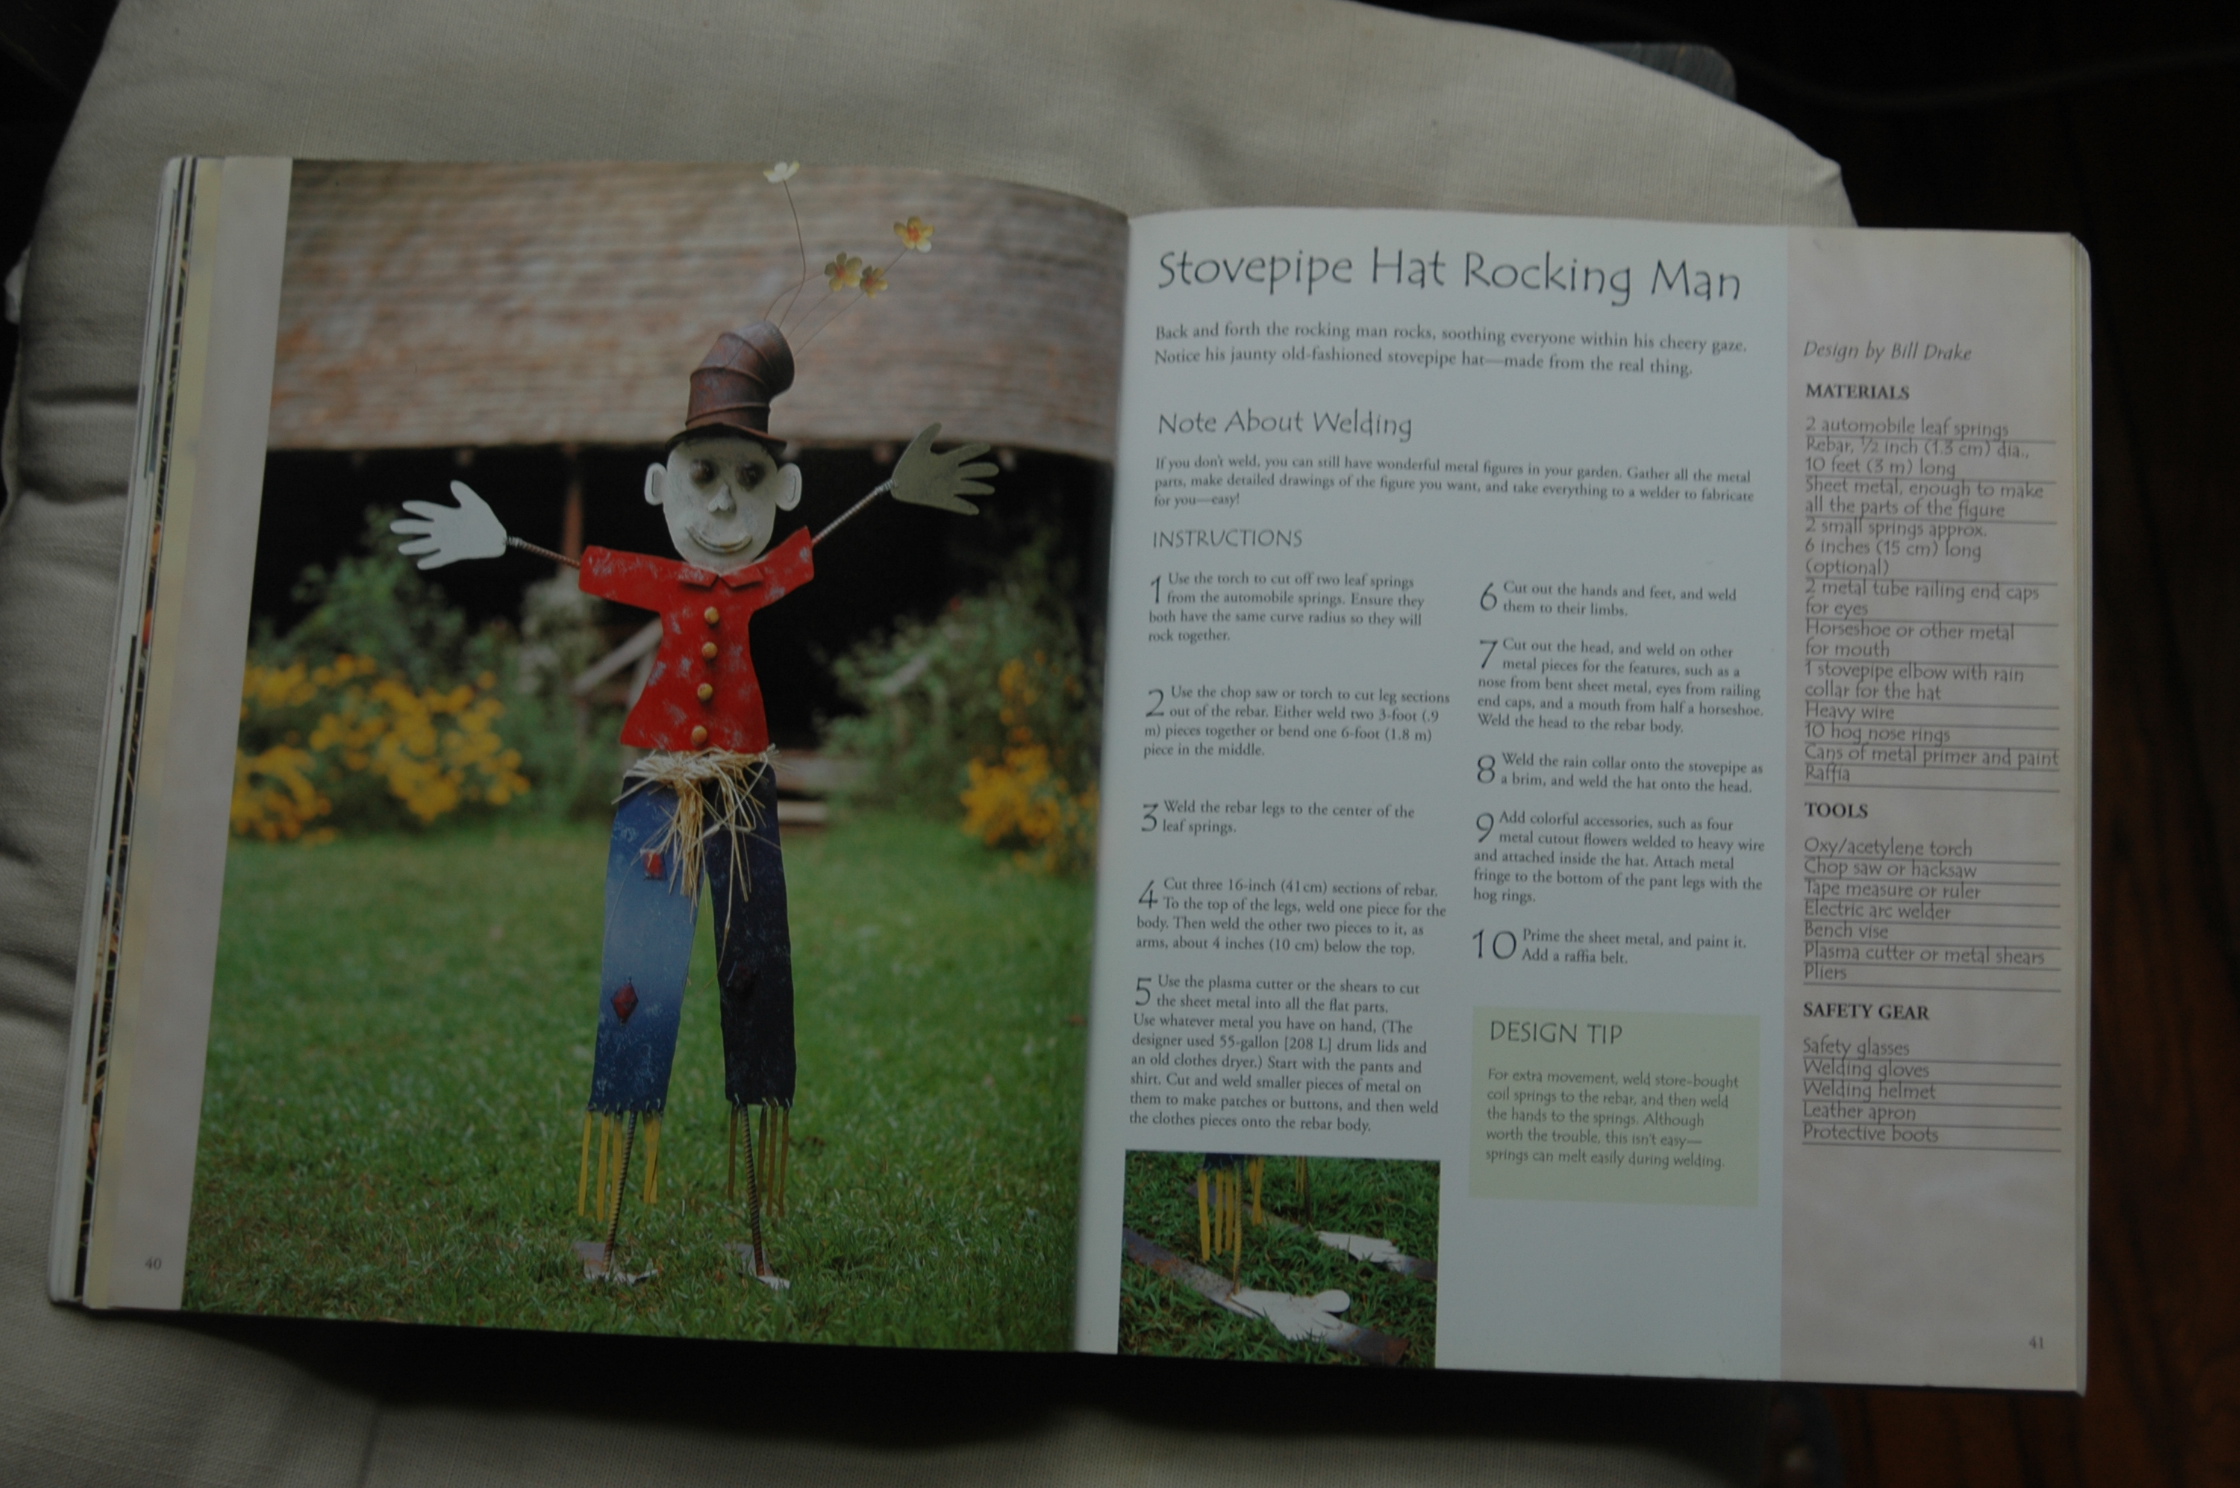 40
Stovepipe Hat Rocking Man
Back and forth the rocking man rocks, soothing everyone within his cheery gaze.
Notice his jaunty old-fashioned stovepipe hat—made from the real thing.
Note About Welding
If you don't weld, you can still have wonderful metal figures in your garden. Gather all the metal
parts, make detailed drawings of the figure you want, and take everything to a welder to fabricate
for you—easy!
INSTRUCTIONS
1 Use the torch to cut off two leaf springs
from the automobile springs. Ensure they
both have the same curve radius so they will
rock together.
2 Use the chop saw or torch to cut leg sections
out of the rebar. Either weld two 3-foot (.9
m) pieces together or bend one 6-foot (1.8 m)
piece in the middle.
3 Weld the rebar legs to the center of the
leaf springs.
4 Cut three 16-inch (41 cm) sections of rebar.
To the top of the legs, weld one piece for the
body. Then weld the other two pieces to it, as
arms, about 4 inches (10 cm) below the top.
5 Use the plasma cutter or the shears to cut
the sheet metal into all the flat parts.
Use whatever metal you have on hand, (The
designer used 55-gallon [208 L] drum lids and
an old clothes dryer.) Start with the pants and
shirt. Cut and weld smaller pieces of metal on
them to make patches or buttons, and then weld
the clothes pieces onto the rebar body.
6 Cut out the hands and feet, and weld
them to their limbs.
7 Cut out the head, and weld on other
metal pieces for the features, such as a
nose from bent sheet metal, eyes from railing
end caps, and a mouth from half a horseshoe.
Weld the head to the rebar body.
8 Weld the rain collar onto the stovepipe as
a brim, and weld the hat onto the head.
9 Add colorful accessories, such as four
metal cutout flowers welded to heavy wire
and attached inside the hat. Attach metal
fringe to the bottom of the pant legs with the
hog rings.
10 Prime the sheet metal, and paint it.
Add a raffia belt.
DESIGN TIP
For extra movement, weld store-bought
coil springs to the rebar, and then weld
the hands to the springs. Although
worth the trouble, this isn't easy—
springs can melt easily during welding.
Design by Bill Drake
MATERIALS
2 automobile leaf springs
Rebar, ½ inch (1.3 cm) dia.,
10 feet (3 m) long
Sheet metal, enough to make
all the parts of the figure
2 small springs approx.
6 inches (15 cm) long
(optional)
2 metal tube railing end caps
for eyes
Horseshoe or other metal
for mouth
1 stovepipe elbow with rain
collar for the hat
Heavy wire
10 hog nose rings
Cans of metal primer and paint
Raffia
TOOLS
Oxy/acetylene torch
Chop saw or hacksaw
Tape measure or ruler
Electric arc welder
Bench vise
Plasma cutter or metal shears
Pliers
SAFETY GEAR
Safety glasses
Welding gloves
Welding helmet
Leather apron
Protective boots
41